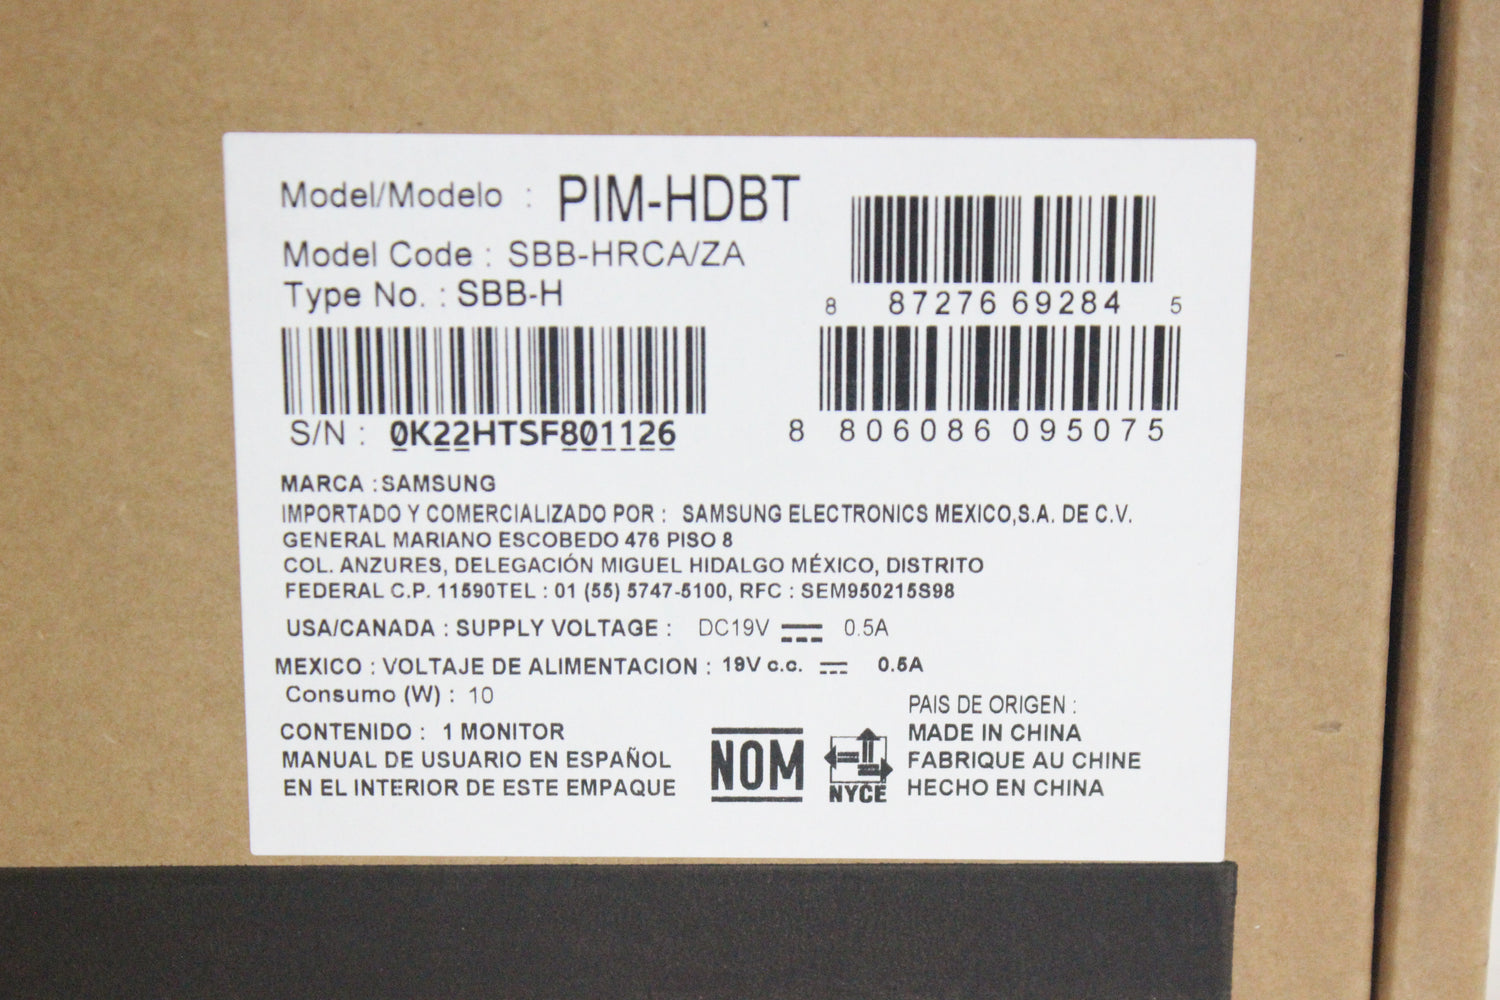 Model/Modelo : PIM-HDBT
Model Code : SBB-HRCA/ZA
Type No. : SBB-H
8 87276 69284 5
S/N : 0K22HTSF801126
8 806086 095075
MARCA : SAMSUNG
IMPORTADO Y COMERCIALIZADO POR : SAMSUNG ELECTRONICS MEXICO,S.A. DE C.V.
GENERAL MARIANO ESCOBEDO 476 PISO 8
COL. ANZURES, DELEGACIÓN MIGUEL HIDALGO MÉXICO, DISTRITO
FEDERAL C.P. 11590TEL : 01 (55) 5747-5100, RFC : SEM950215S98
USA/CANADA : SUPPLY VOLTAGE : DC19V 0.5A
MEXICO : VOLTAJE DE ALIMENTACION : 19V c.c. 0.5A
Consumo (W) : 10
CONTENIDO : 1 MONITOR
MANUAL DE USUARIO EN ESPAÑOL
EN EL INTERIOR DE ESTE EMPAQUE
NOM
NYCE
PAIS DE ORIGEN :
MADE IN CHINA
FABRIQUE AU CHINE
HECHO EN CHINA